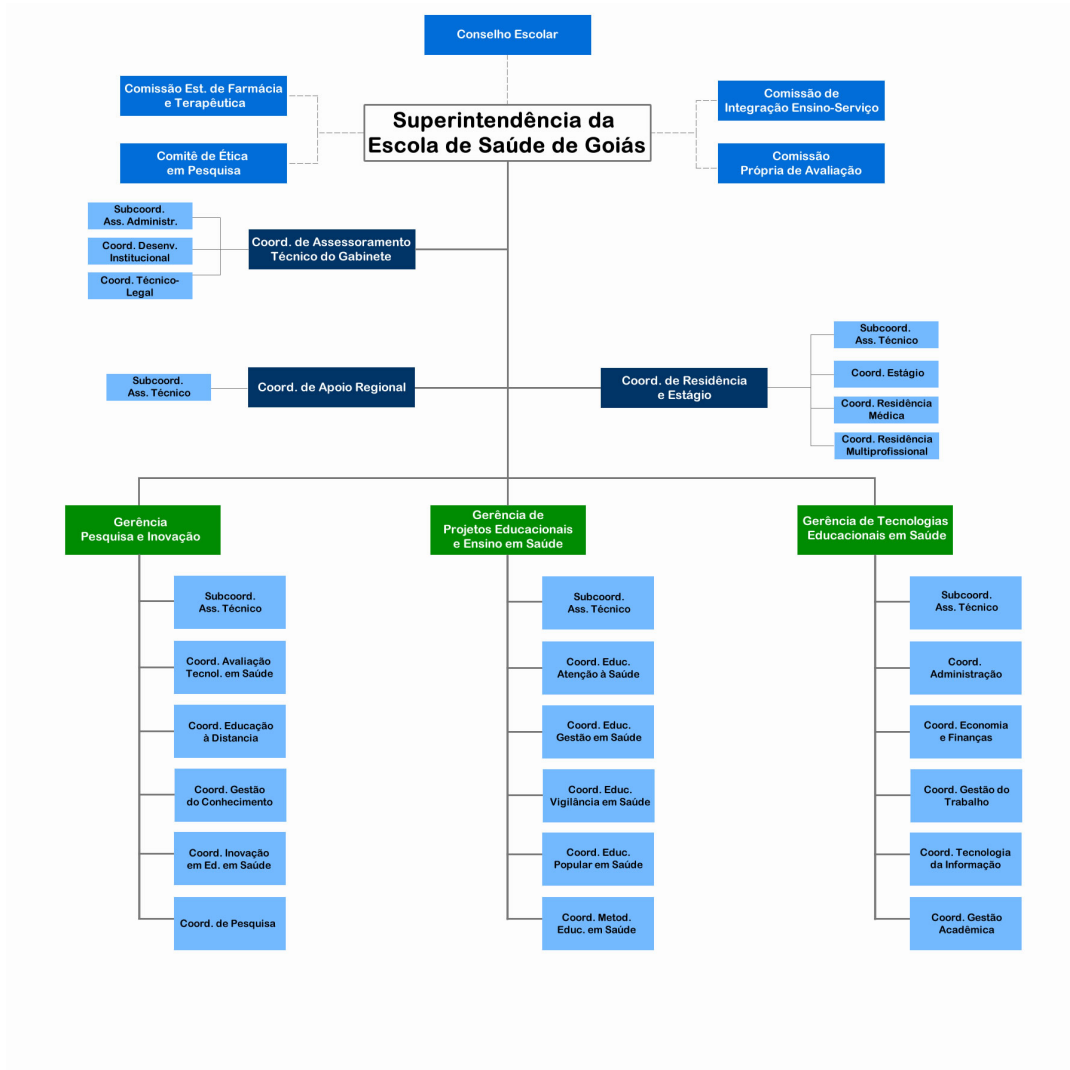 Conselho Escolar
Comissão Est. de Farmácia
e Terapêutica
Comissão de
Integração Ensino-Serviço
Superintendência da
Escola de Saúde de Goiás
Comitê de Ética
em Pesquisa
Comissão
Própria de Avaliação
Subcoord.
Ass. Administr.
Coord. Desenv.
Institucional
Coord. Técnico-
Legal
Coord. de Assessoramento
Técnico do Gabinete
Subcoord.
Ass. Técnico
Coord. de Apoio Regional
Coord. de Residência
e Estágio
Subcoord.
Ass. Técnico
Coord. Estágio
Coord. Residência
Médica
Coord. Residência
Multiprofissional
Gerência
Pesquisa e Inovação
Gerência de
Projetos Educacionais
e Ensino em Saúde
Gerência de Tecnologias
Educacionais em Saúde
Subcoord.
Ass. Técnico
Coord. Avaliação
Tecnol. em Saúde
Coord. Educação
à Distancia
Coord. Gestão
do Conhecimento
Coord. Inovação
em Ed. em Saúde
Coord. de Pesquisa
Subcoord.
Ass. Técnico
Coord. Educ.
Atenção à Saúde
Coord. Educ.
Gestão em Saúde
Coord. Educ.
Vigilância em Saúde
Coord. Educ.
Popular em Saúde
Coord. Metod.
Educ. em Saúde
Subcoord.
Ass. Técnico
Coord.
Administração
Coord. Economia
e Finanças
Coord. Gestão do
Trabalho
Coord. Tecnologia
da Informação
Coord. Gestão
Acadêmica